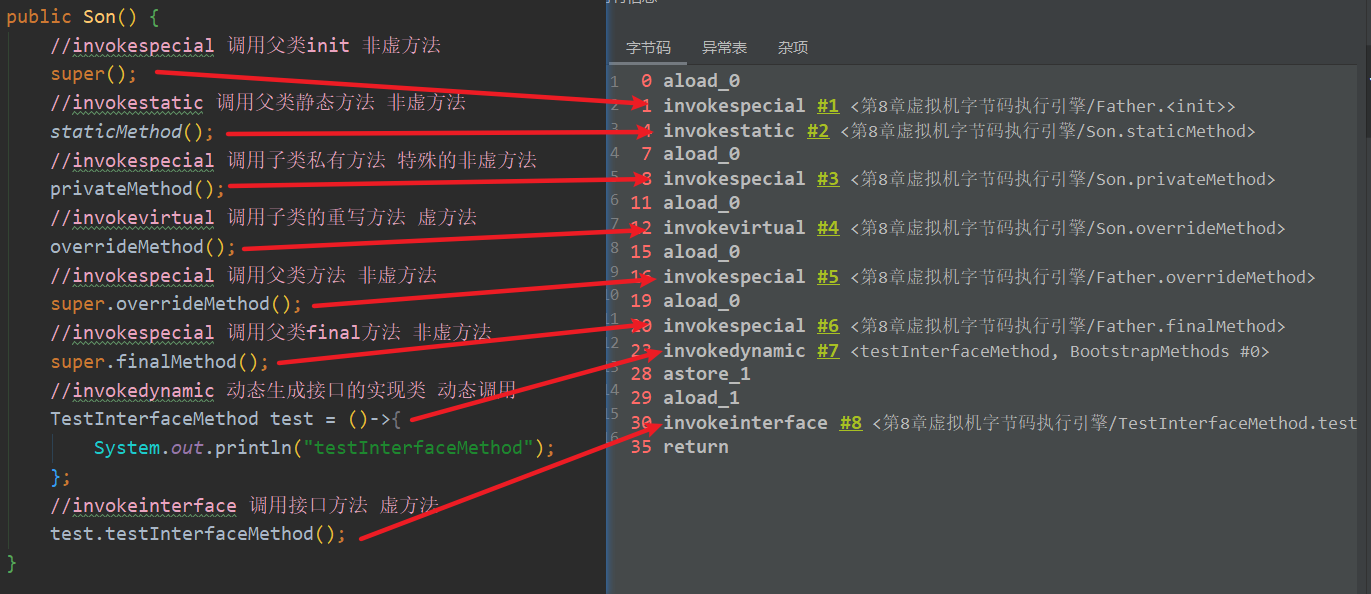 public Son() {
//invokespecial 调用父类init 非虚方法
super();
//invokestatic 调用父类静态方法 非虚方法
staticMethod();
//invokespecial 调用子类私有方法 特殊的非虚方法
privateMethod();
//invokevirtual 调用子类的重写方法 虚方法
overrideMethod();
//invokespecial 调用父类方法 非虚方法
super.overrideMethod();
//invokespecial 调用父类final方法 非虚方法
super.finalMethod();
//invokedynamic 动态生成接口的实现类 动态调用
TestInterfaceMethod test = ()->{
System.out.println("testInterfaceMethod");
};
//invokeinterface 调用接口方法 虚方法
test.testInterfaceMethod();
}
字节码 异常表 杂项
1 0 aload_0
2 1 invokespecial #1 <第8章虚拟机字节码执行引擎/Father.<init>>
3 4 invokestatic #2 <第8章虚拟机字节码执行引擎/Son.staticMethod>
4 7 aload_0
5 8 invokespecial #3 <第8章虚拟机字节码执行引擎/Son.privateMethod>
6 11 aload_0
7 12 invokevirtual #4 <第8章虚拟机字节码执行引擎/Son.overrideMethod>
8 15 aload_0
9 16 invokespecial #5 <第8章虚拟机字节码执行引擎/Father.overrideMethod>
10 19 aload_0
11 20 invokespecial #6 <第8章虚拟机字节码执行引擎/Father.finalMethod>
12 23 invokedynamic #7 <testInterfaceMethod, BootstrapMethods #0>
13 28 astore_1
14 29 aload_1
15 30 invokeinterface #8 <第8章虚拟机字节码执行引擎/TestInterfaceMethod.test
16 35 return